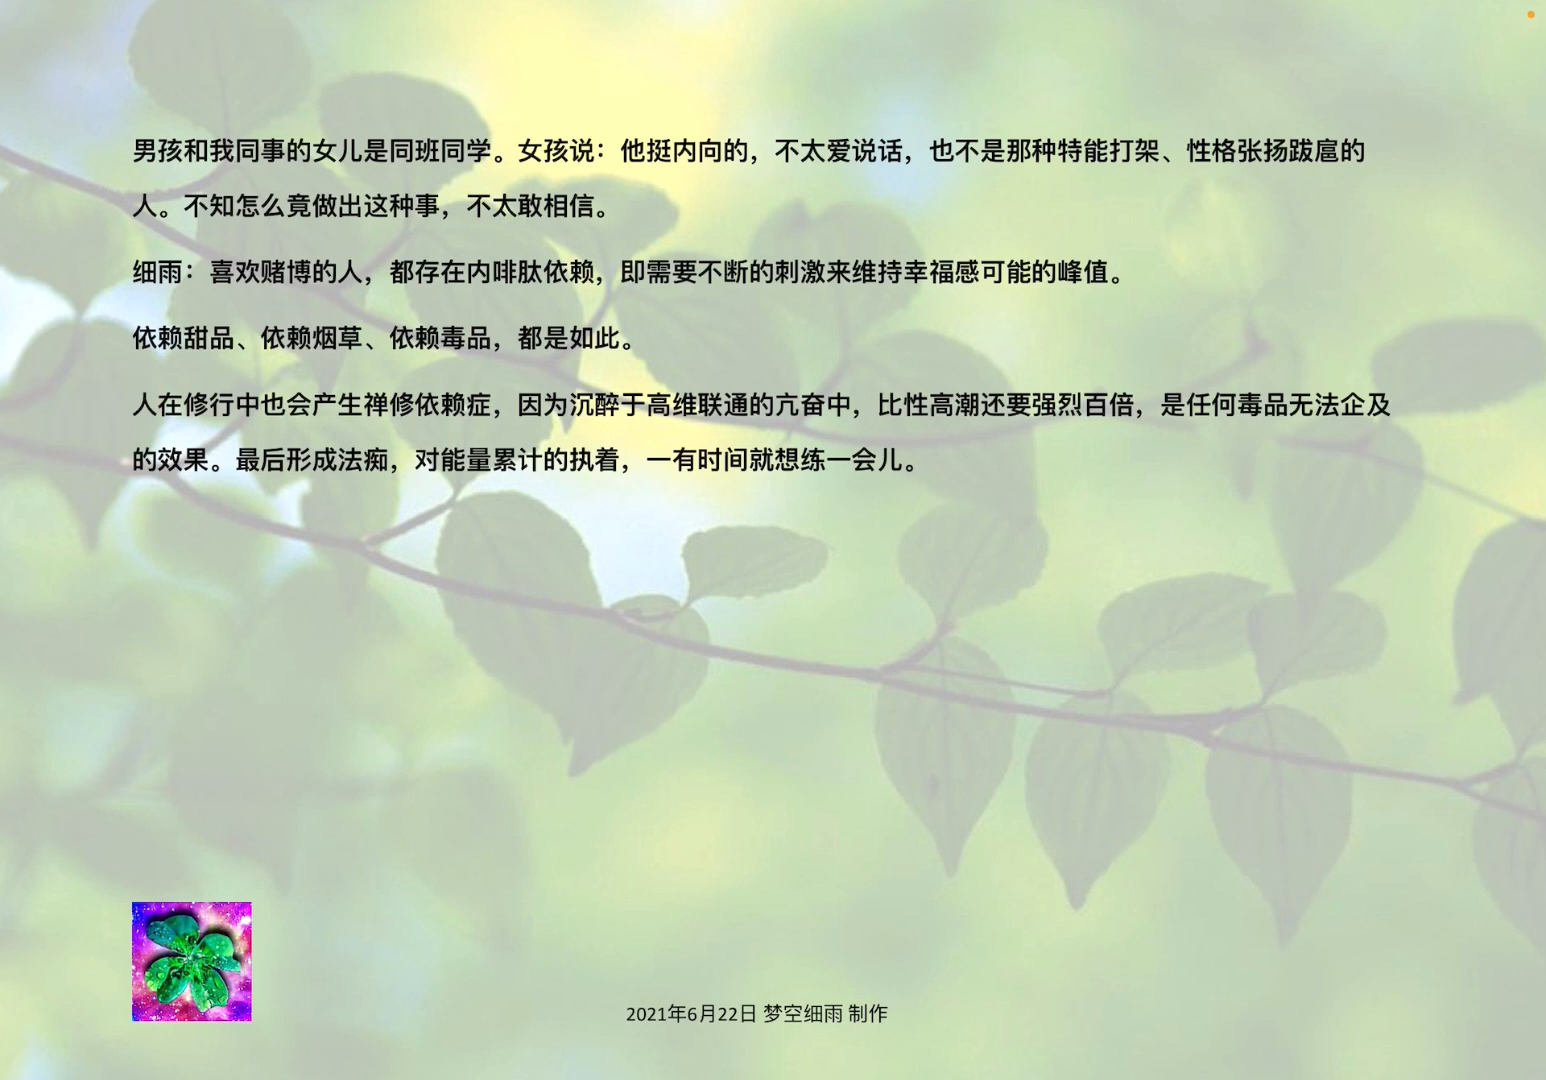 男孩和我同事的女儿是同班同学。女孩说：他挺内向的，不太爱说话，也不是那种特能打架、性格张扬跋扈的
人。不知怎么竟做出这种事，不太敢相信。
细雨：喜欢赌博的人，都存在内啡肽依赖，即需要不断的刺激来维持幸福感可能的峰值。
依赖甜品、依赖烟草、依赖毒品，都是如此。
人在修行中也会产生禅修依赖症，因为沉醉于高维联通的亢奋中，比性高潮还要强烈百倍，是任何毒品无法企及
的效果。最后形成法痴，对能量累计的执着，一有时间就想练一会儿。
2021年6月22日 梦空细雨 制作